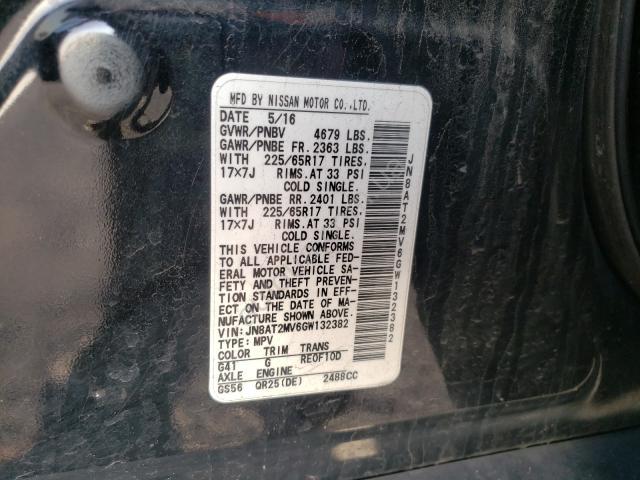 MFD BY NISSAN MOTOR CO.,LTD.
DATE 5/16
GVWR/PNBV 4679 LBS.
GAWR/PNBE FR. 2363 LBS.
WITH 225/65R17 TIRES.
17×7J RIMS.AT 33 PSI
COLD SINGLE.
GAWR/PNBE RR. 2401 LBS.
WITH 225/65R17 TIRES.
17×7J RIMS.AT 33 PSI
COLD SINGLE.
THIS VEHICLE CONFORMS
TO ALL APPLICABLE FED-
ERAL MOTOR VEHICLE SA-
FETY AND THEFT PREVEN-
TION STANDARDS IN EFF-
ECT ON THE DATE OF MA-
NUFACTURE SHOWN ABOVE.
VIN: JN8AT2MV6GW132382
TYPE: MPV
COLOR TRIM TRANS
G41 G RE0F10D
AXLE ENGINE
GS56 QR25(DE) 2488CC
JN8AT2MV6GW132382